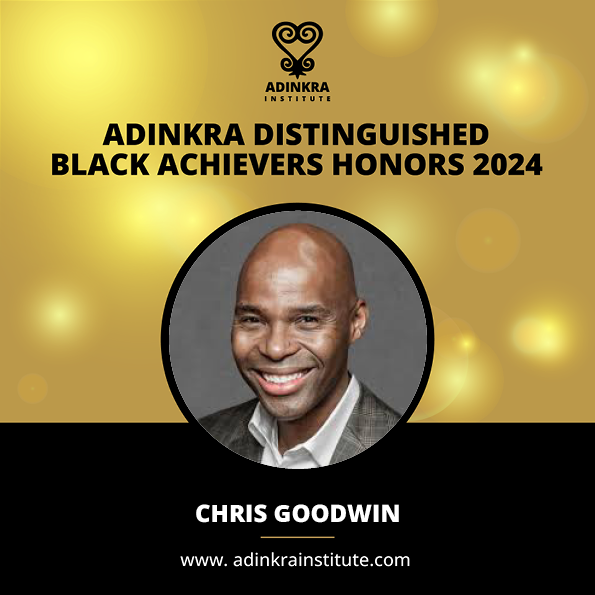 ADINKRA
INSTITUTE
ADINKRA DISTINGUISHED
BLACK ACHIEVERS HONORS 2024
CHRIS GOODWIN
www. adinkrainstitute.com